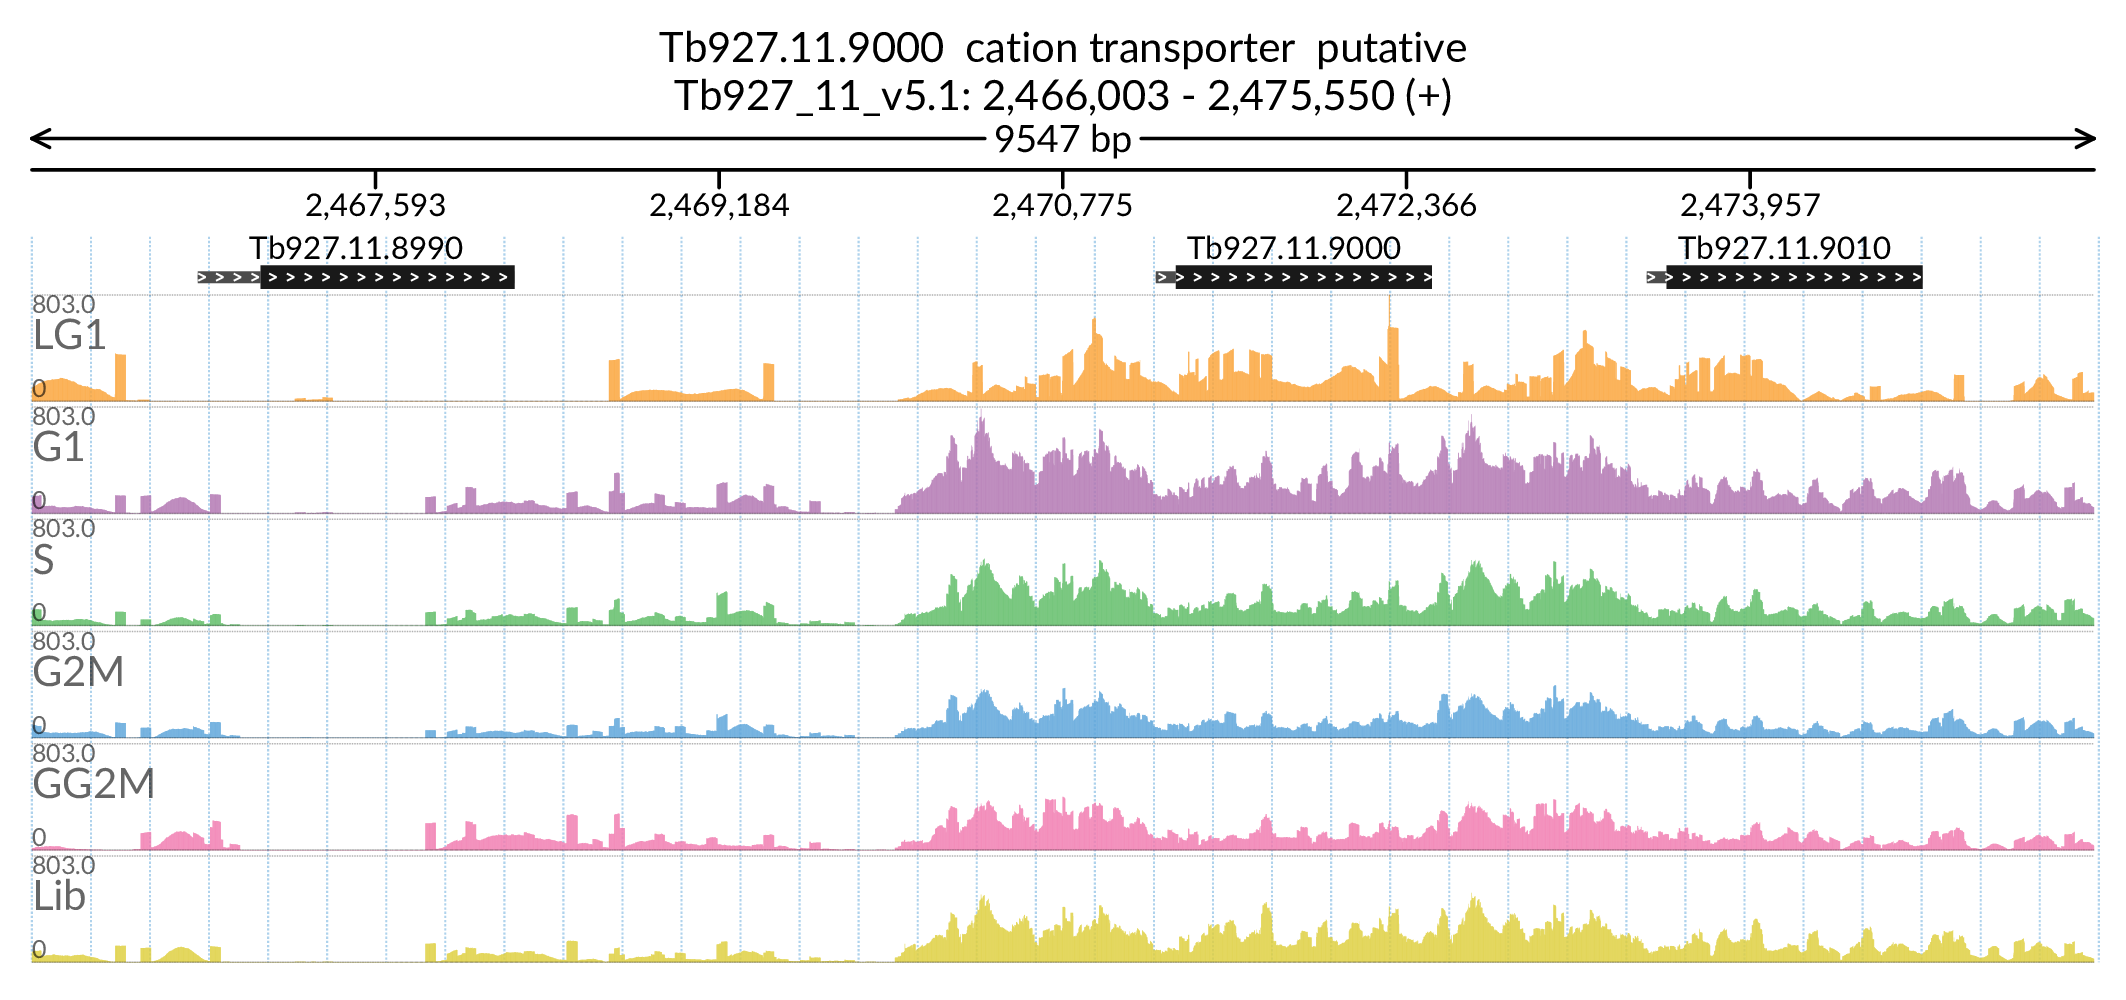 Tb927.11.9000  cation transporter  putative
Tb927_11_v5.1: 2,466,003 - 2,475,550 (+)
9547 bp
2,467,593 2,469,184 2,470,775 2,472,366 2,473,957
Tb927.11.8990 Tb927.11.9000 Tb927.11.9010
803.0
LG1
0
803.0
G1
0
803.0
S
0
803.0
G2M
0
803.0
GG2M
0
803.0
Lib
0